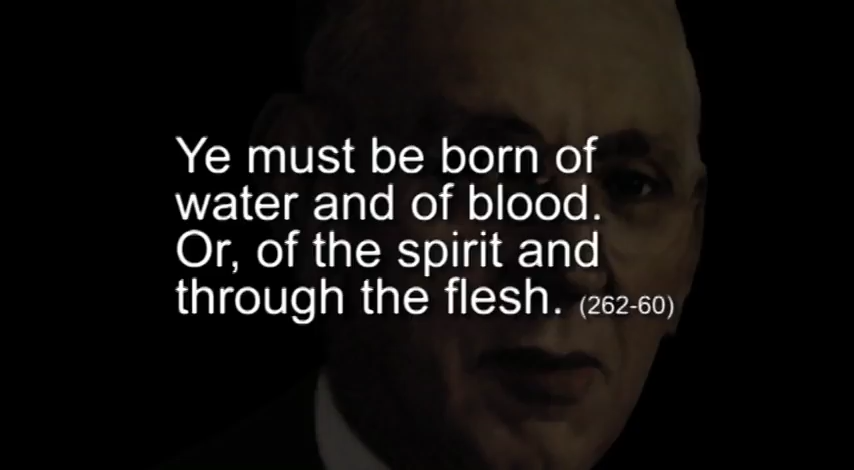 Ye must be born of
water and of blood.
Or, of the spirit and
through the flesh. (262-60)